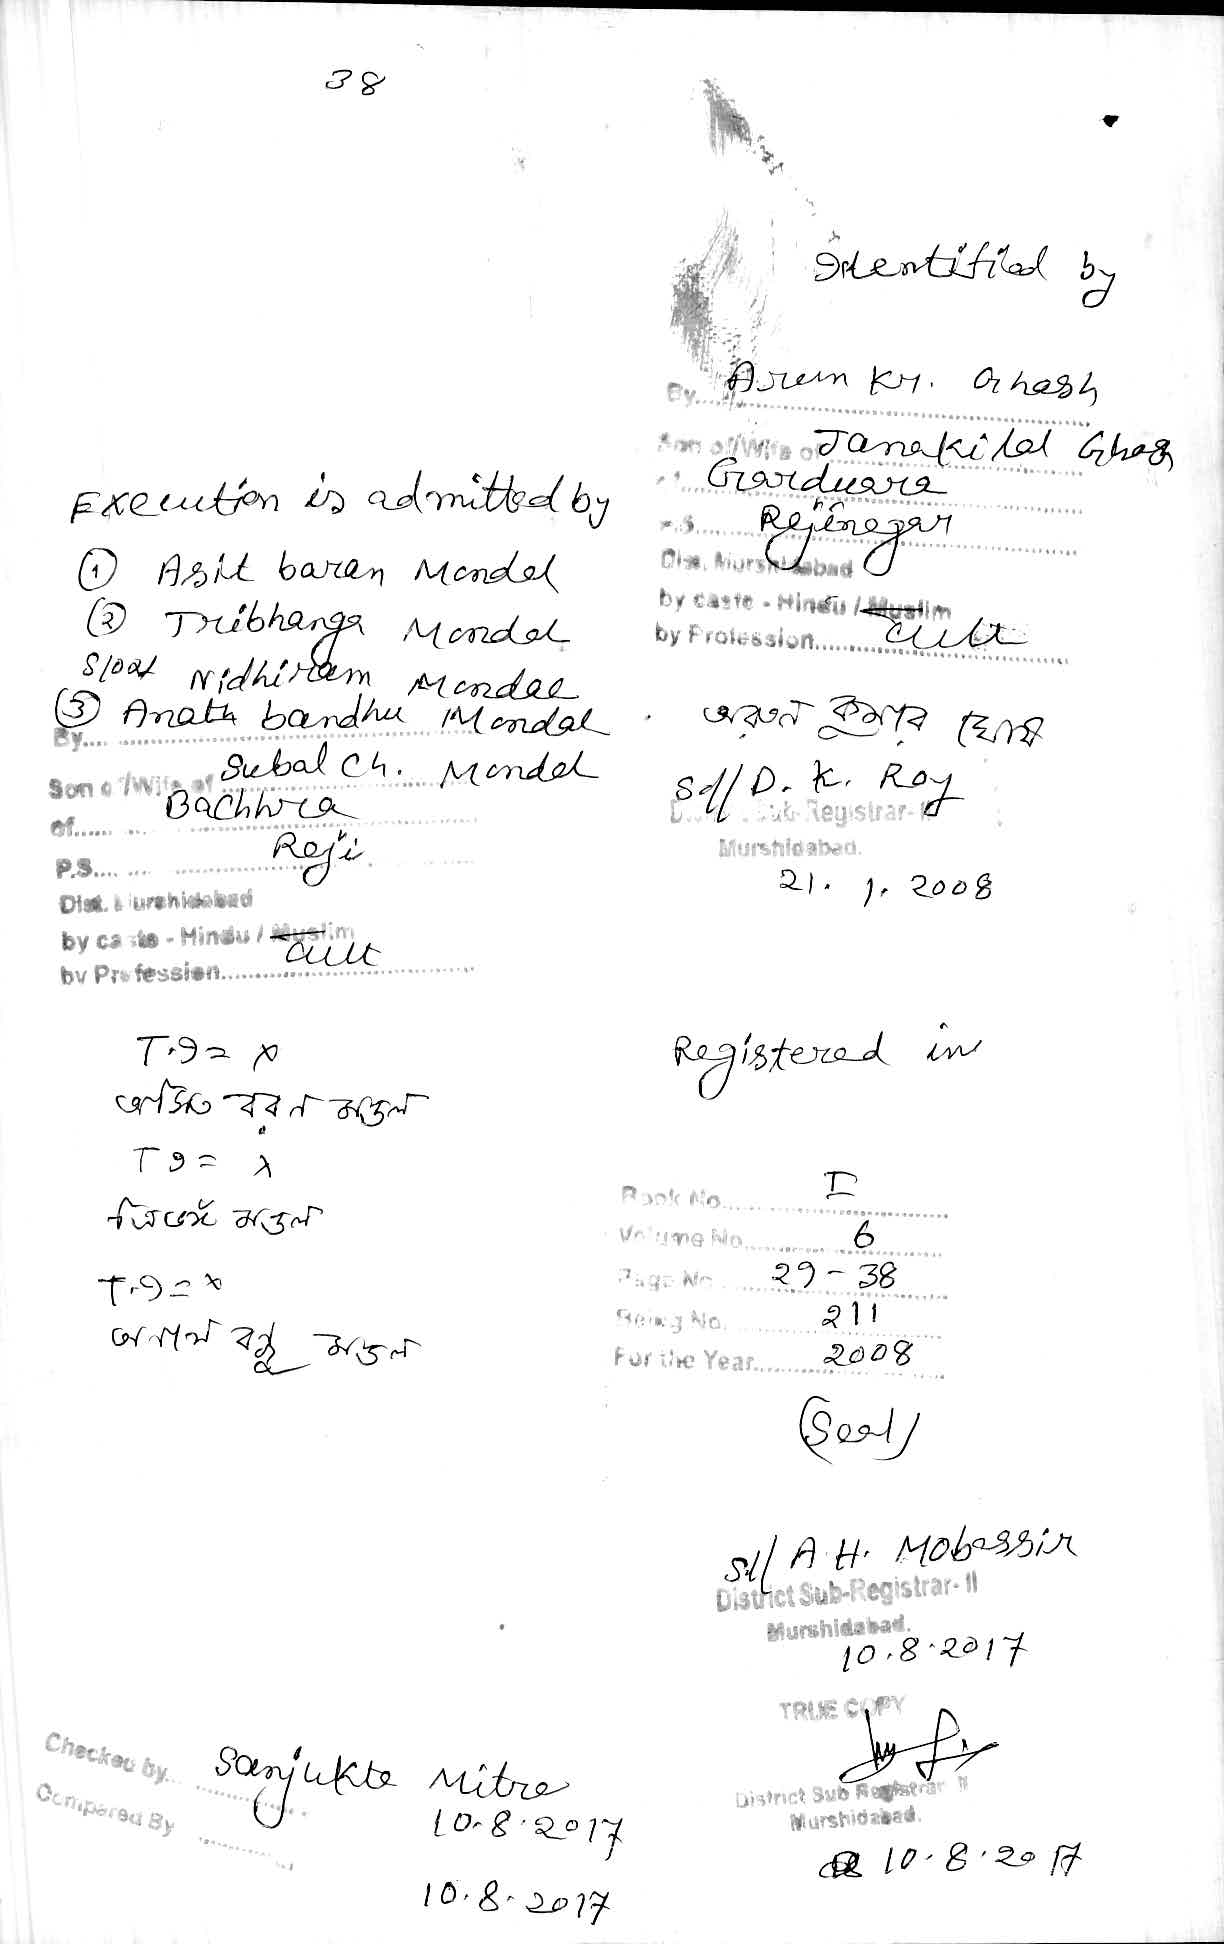 38
Execution is admitted by
① Asit baran Mondal
② Tribhanga Mondal
S/o of Nidhiram Mondal
③ Anath bandhu Mondal
By....
Son of/Wife of Subal Ch. Mondal
of...... Bachhra
P.S.... Reji
Dist. Murshidabad
by caste - Hindu / Muslim
by Profession.... Cult
T.I = x
অসিত বরণ মণ্ডল
T I = x
ত্রিভঙ্গ মণ্ডল
T.I = x
অনাথ বন্ধু মণ্ডল
Checked by... Sanjukta Mitra
10.8.2017
Compared By
10.8.2017
Identified by
By.... Arun Kr. Ghosh
Son of/Wife of Janakilal Ghosh
Garduara
P.S.... Rejinagar
Dist. Murshidabad
by caste - Hindu / Muslim
by Profession.... Cult
অরুন কুমার ঘোষ
Sd/ D. K. Roy
District Sub-Registrar-II
Murshidabad.
21. 1. 2008
Registered in
Book No.... I
Volume No.... 6
Page No.... 29 - 38
Being No.... 211
For the Year.... 2008
(Seal)
Sd/ A. H. Mobassir
District Sub-Registrar-II
Murshidabad.
10.8.2017
TRUE COPY
District Sub Registrar II
Murshidabad.
10.8.2017